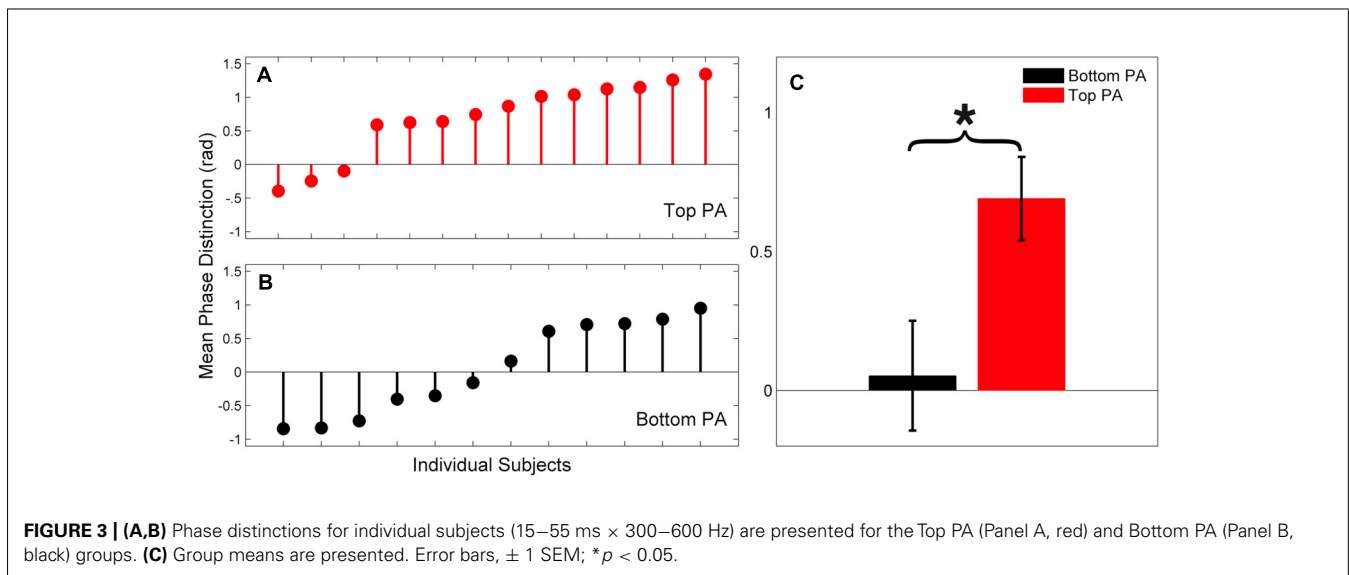 A
1.5
1
0.5
0
-.5
-1
Top PA
B
1.5
1
0.5
0
-0.5
-1
Bottom PA
Mean Phase Distinction (rad)
Individual Subjects
C
Bottom PA
Top PA
*
1
0.5
0
FIGURE 3 | (A,B) Phase distinctions for individual subjects (15–55 ms × 300–600 Hz) are presented for the Top PA (Panel A, red) and Bottom PA (Panel B,
black) groups. (C) Group means are presented. Error bars, ± 1 SEM; *p < 0.05.